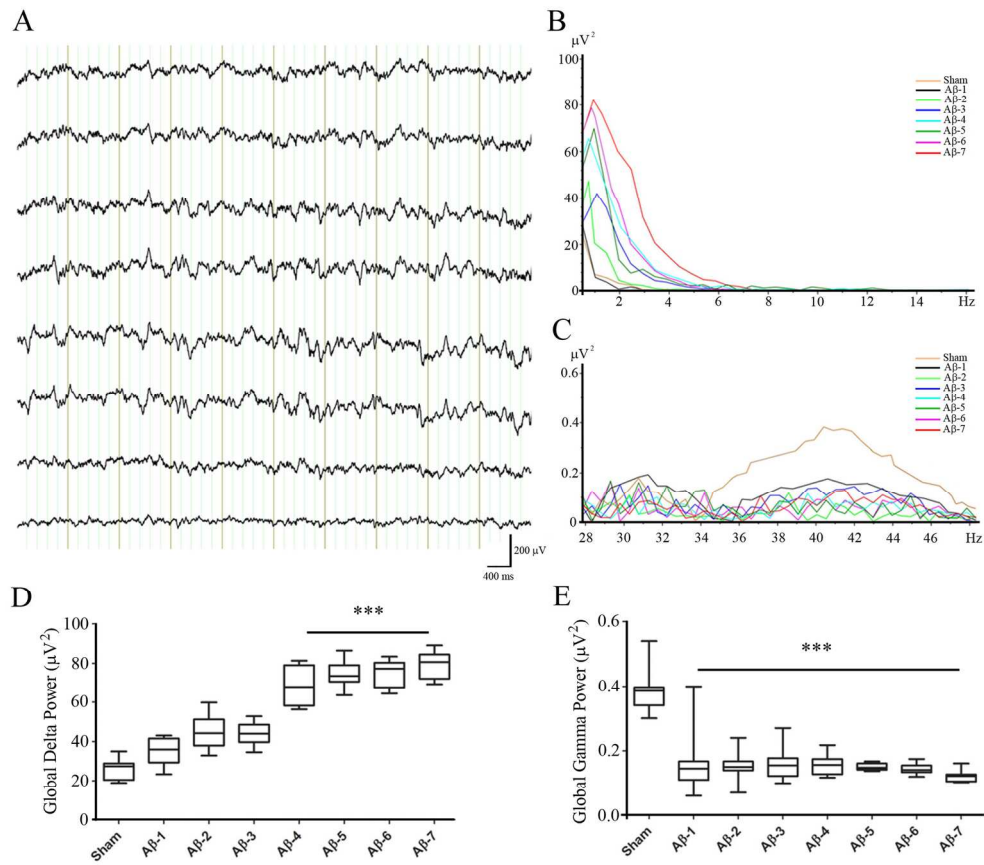 A
200 μV
400 ms
B
μV²
100
80
60
40
20
0
2
4
6
8
10
12
14
Hz
Sham
Aβ-1
Aβ-2
Aβ-3
Aβ-4
Aβ-5
Aβ-6
Aβ-7
C
μV²
0.6
0.4
0.2
0
28
30
32
34
36
38
40
42
44
46
Hz
Sham
Aβ-1
Aβ-2
Aβ-3
Aβ-4
Aβ-5
Aβ-6
Aβ-7
D
Global Delta Power (μV²)
100
80
60
40
20
0
***
Sham
Aβ-1
Aβ-2
Aβ-3
Aβ-4
Aβ-5
Aβ-6
Aβ-7
E
Global Gamma Power (μV²)
0.6
0.4
0.2
0.0
***
Sham
Aβ-1
Aβ-2
Aβ-3
Aβ-4
Aβ-5
Aβ-6
Aβ-7